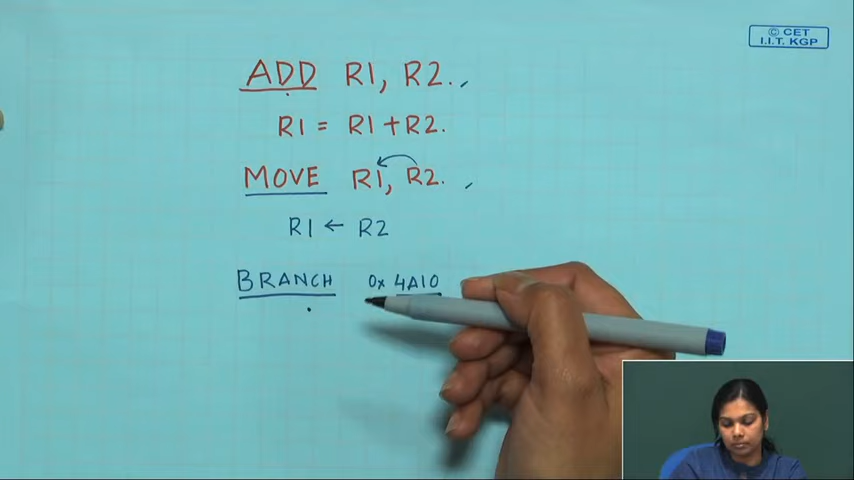 © CET
I.I.T. KGP
ADD R1, R2.
R1 = R1+R2.
MOVE R1, R2.
R1 ← R2
BRANCH 0x 4A10